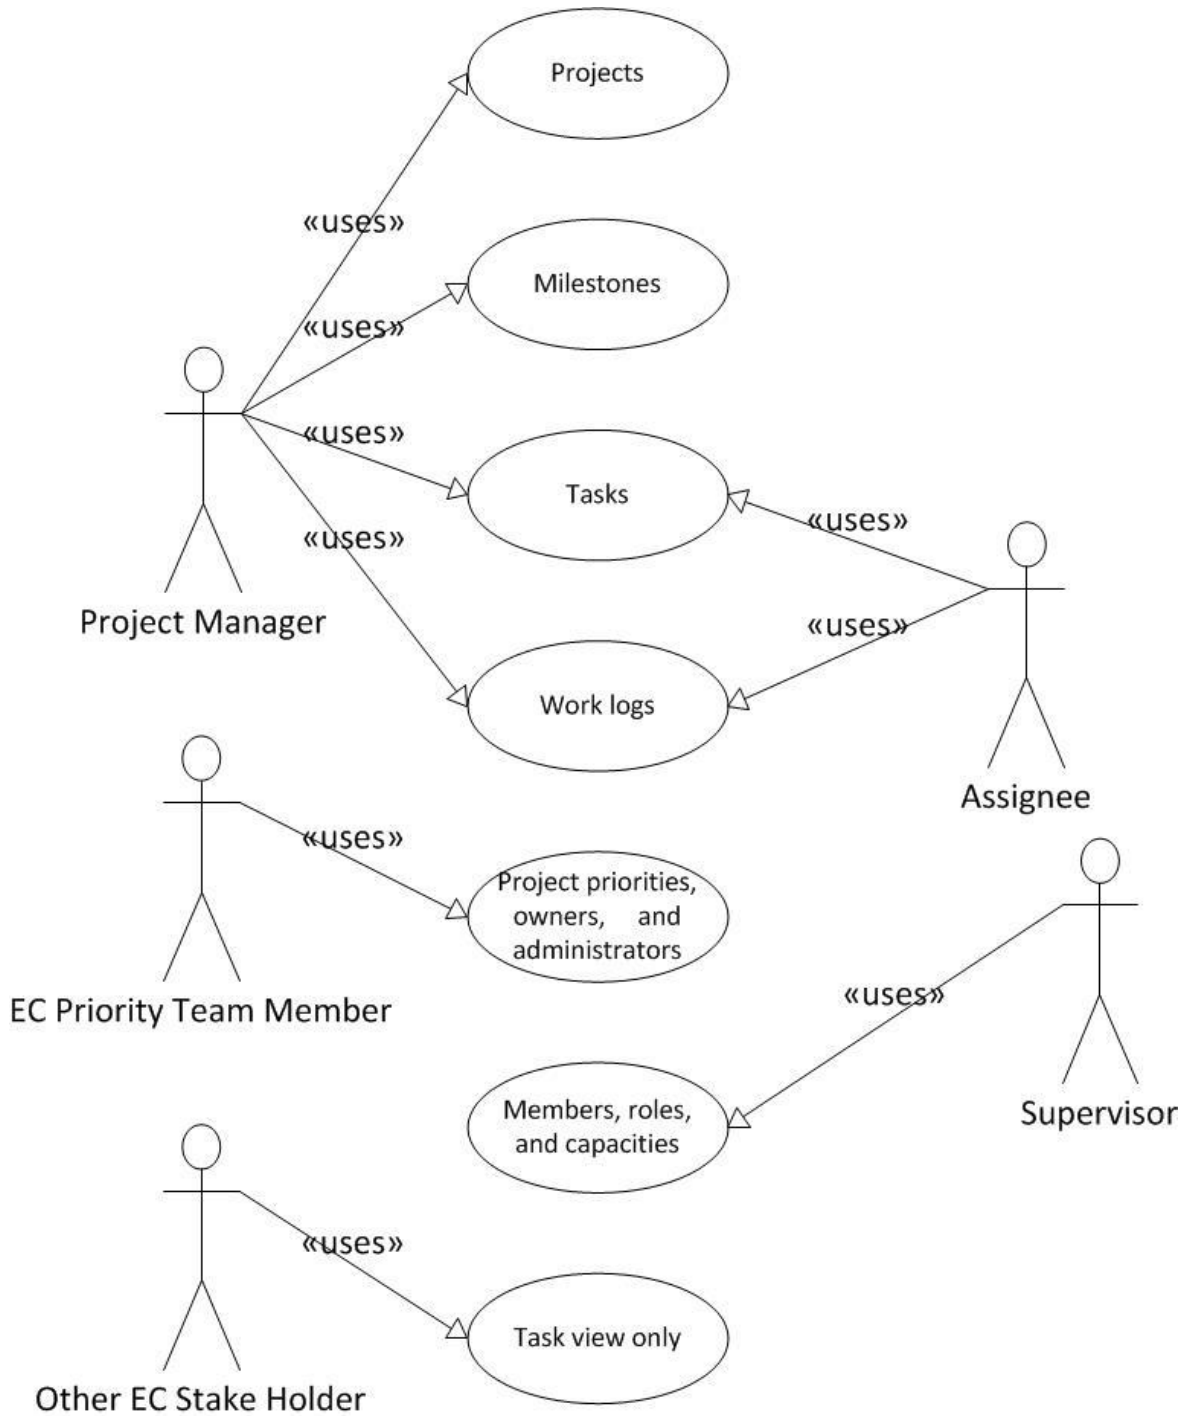 Projects
«uses»
Milestones
«uses»
«uses»
Tasks
«uses»
«uses»
Project Manager
«uses»
Work logs
Assignee
«uses»
Project priorities,
owners, and
administrators
EC Priority Team Member
«uses»
Members, roles,
and capacities
Supervisor
«uses»
Task view only
Other EC Stake Holder